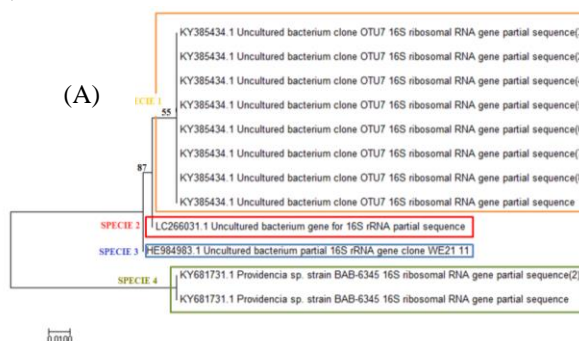 KY385434.1 Uncultured bacterium clone OTU7 16S ribosomal RNA gene partial sequence(
KY385434.1 Uncultured bacterium clone OTU7 16S ribosomal RNA gene partial sequence(
(A)
KY385434.1 Uncultured bacterium clone OTU7 16S ribosomal RNA gene partial sequence(
ECIE 1
55
KY385434.1 Uncultured bacterium clone OTU7 16S ribosomal RNA gene partial sequence(
KY385434.1 Uncultured bacterium clone OTU7 16S ribosomal RNA gene partial sequence(
KY385434.1 Uncultured bacterium clone OTU7 16S ribosomal RNA gene partial sequence(
KY385434.1 Uncultured bacterium clone OTU7 16S ribosomal RNA gene partial sequence(
KY385434.1 Uncultured bacterium clone OTU7 16S ribosomal RNA gene partial sequence
87
SPECIE 2
LC266031.1 Uncultured bacterium gene for 16S rRNA partial sequence
SPECIE 3
HE984983.1 Uncultured bacterium partial 16S rRNA gene clone WE21 11
SPECIE 4
KY681731.1 Providencia sp. strain BAB-6345 16S ribosomal RNA gene partial sequence(2)
KY681731.1 Providencia sp. strain BAB-6345 16S ribosomal RNA gene partial sequence
0.0100